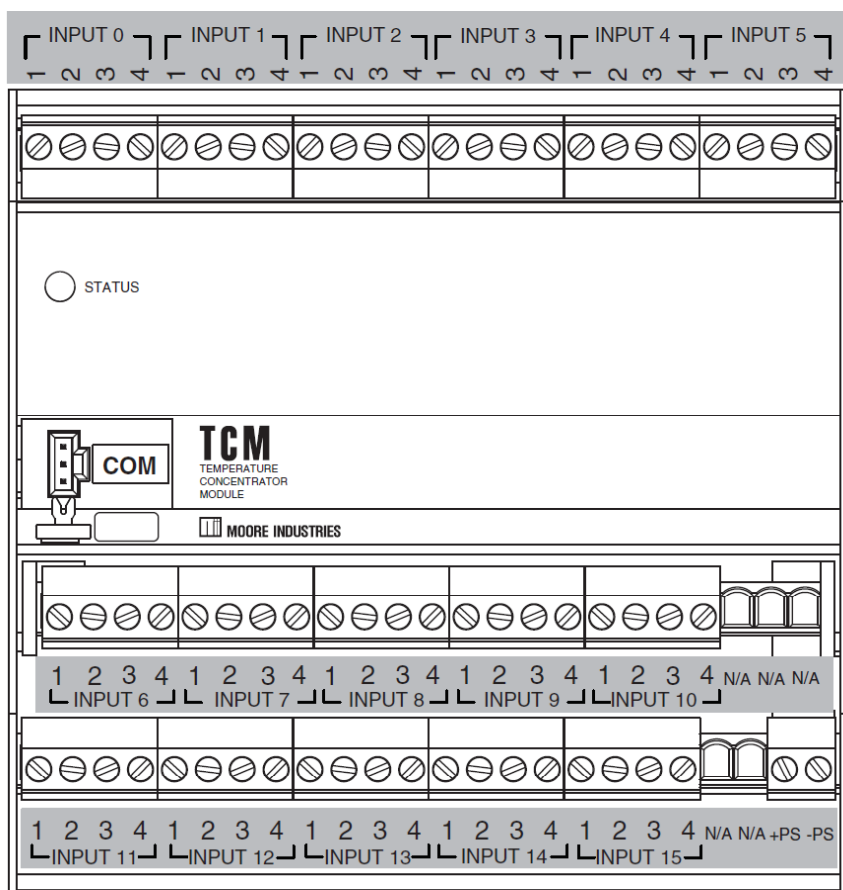 INPUT 0 INPUT 1 INPUT 2 INPUT 3 INPUT 4 INPUT 5
1 2 3 4 1 2 3 4 1 2 3 4 1 2 3 4 1 2 3 4 1 2 3 4
STATUS
COM
TCM
TEMPERATURE
CONCENTRATOR
MODULE
MOORE INDUSTRIES
1 2 3 4 1 2 3 4 1 2 3 4 1 2 3 4 1 2 3 4 N/A N/A N/A
INPUT 6 INPUT 7 INPUT 8 INPUT 9 INPUT 10
1 2 3 4 1 2 3 4 1 2 3 4 1 2 3 4 1 2 3 4 N/A N/A +PS -PS
INPUT 11 INPUT 12 INPUT 13 INPUT 14 INPUT 15